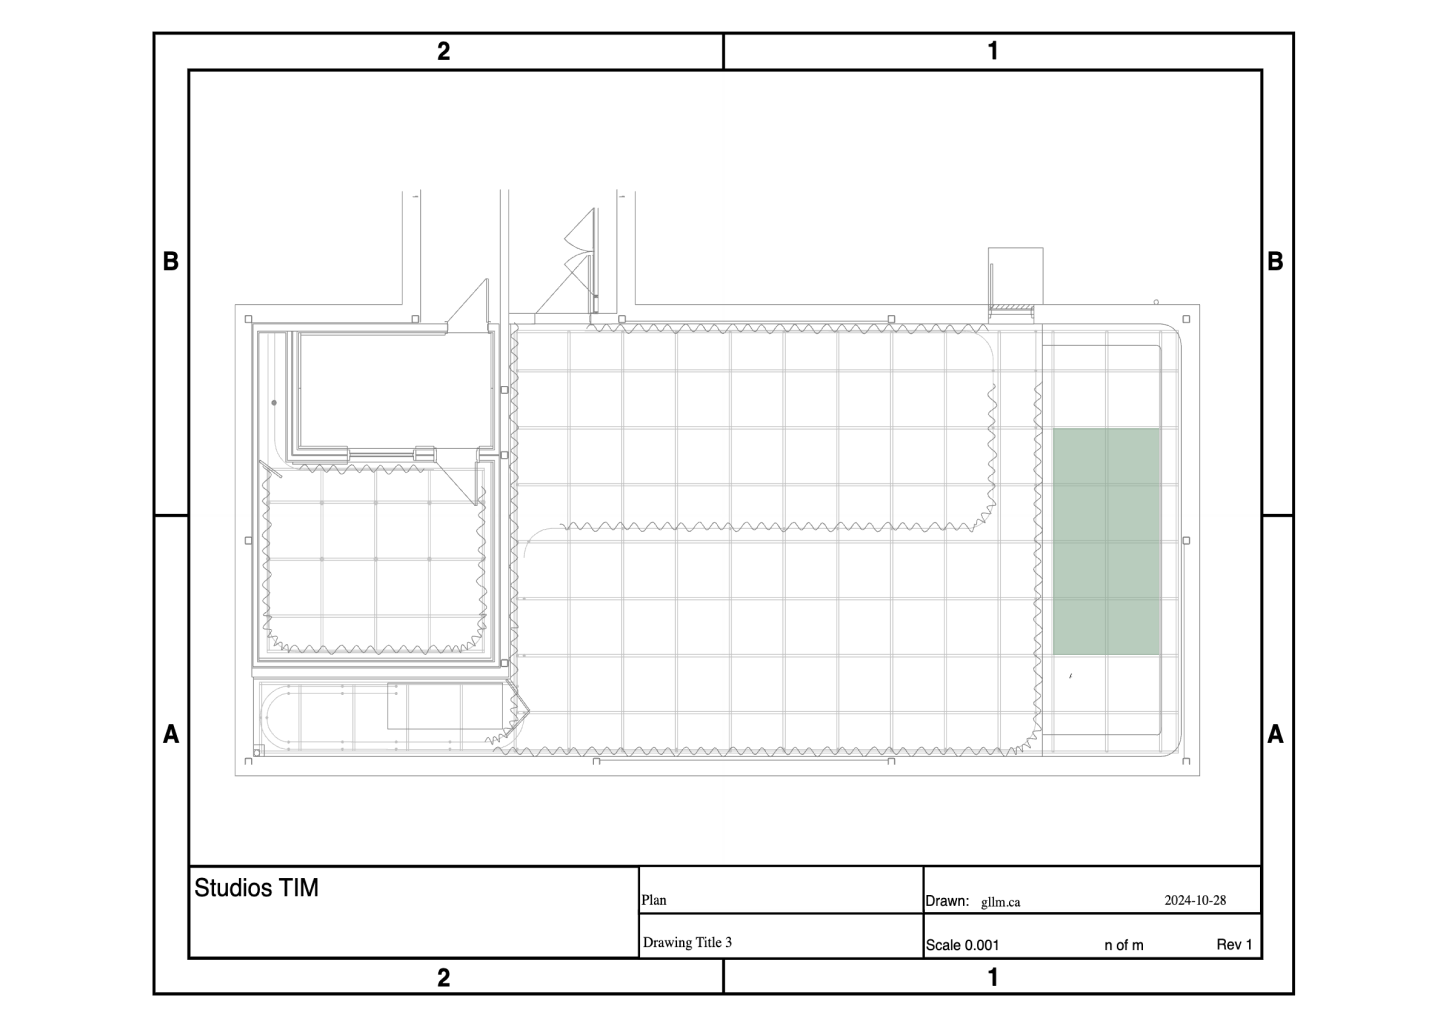 2 1
B B
A A
Studios TIM
Plan
Drawn: gllm.ca 2024-10-28
Drawing Title 3
Scale 0.001 n of m Rev 1
2 1